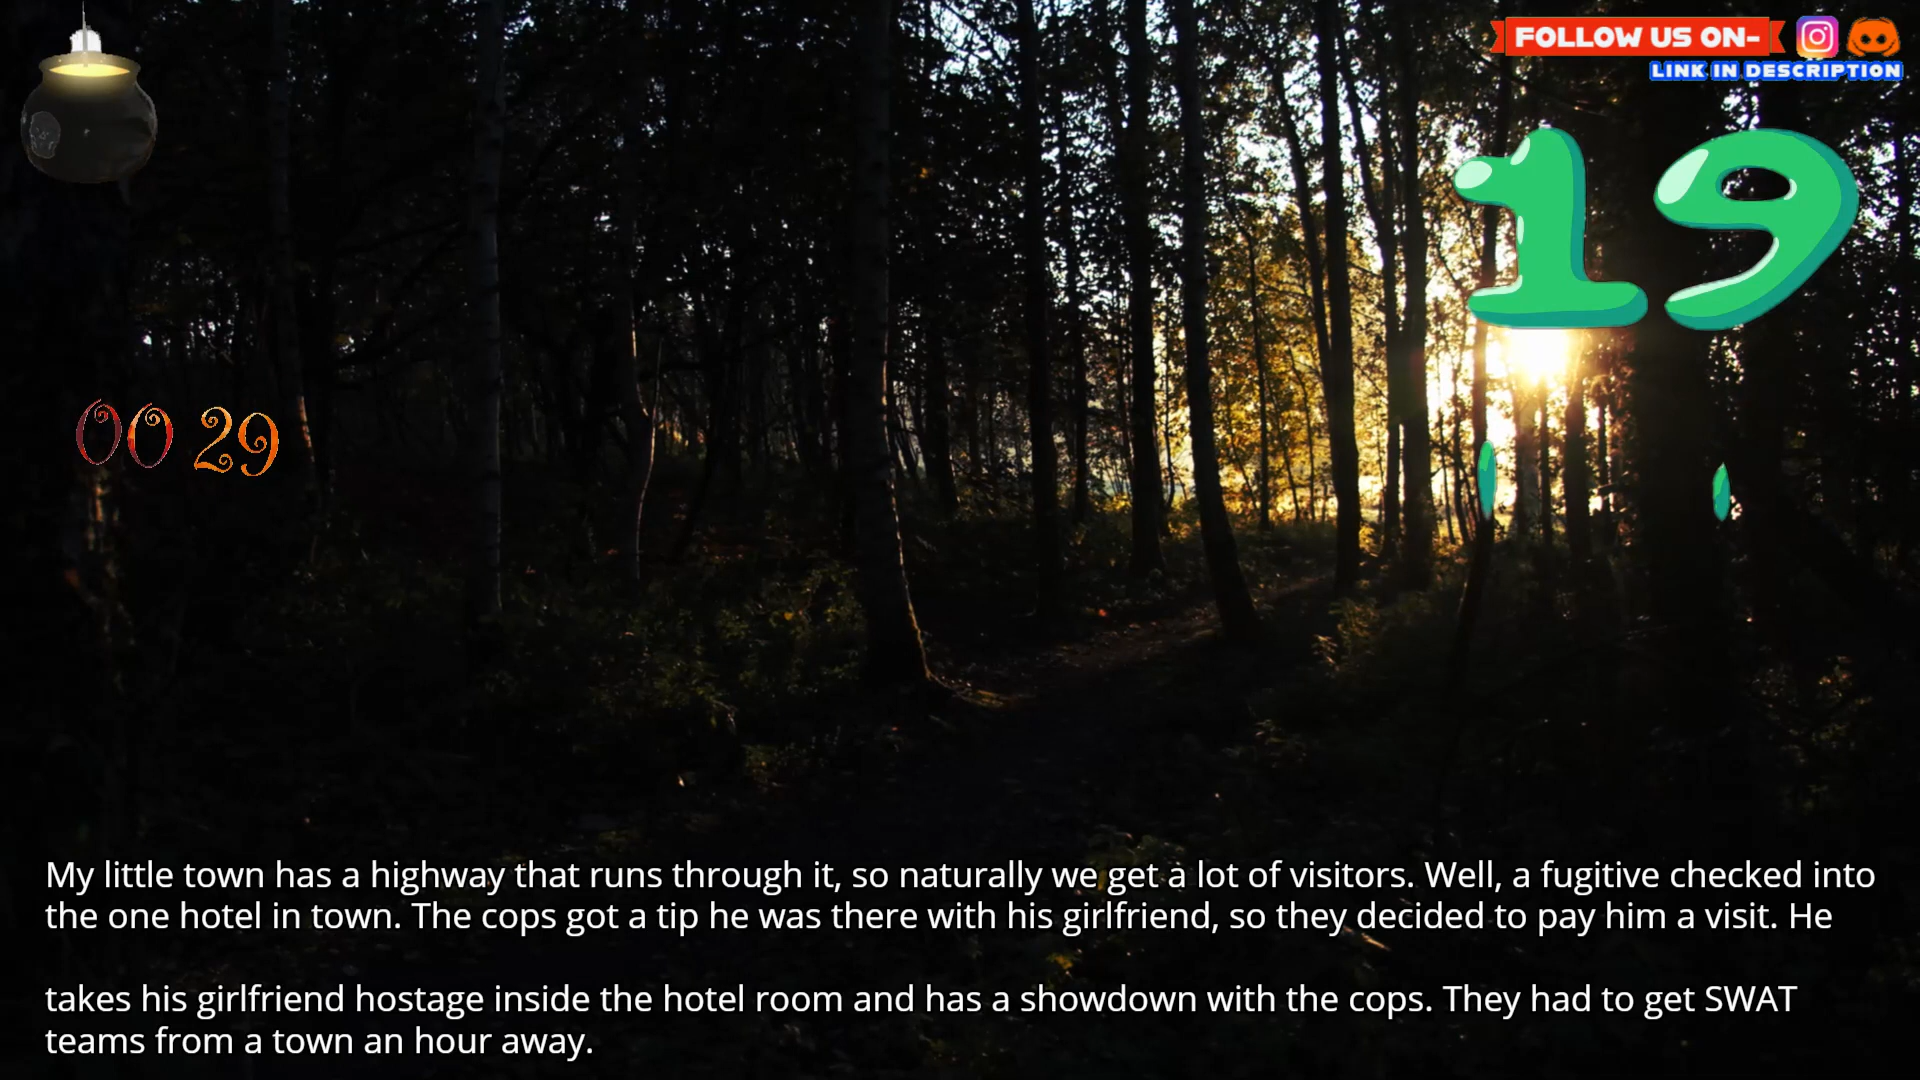 FOLLOW US ON-
LINK IN DESCRIPTION
19
00 29
My little town has a highway that runs through it, so naturally we get a lot of visitors. Well, a fugitive checked into
the one hotel in town. The cops got a tip he was there with his girlfriend, so they decided to pay him a visit. He
takes his girlfriend hostage inside the hotel room and has a showdown with the cops. They had to get SWAT
teams from a town an hour away.